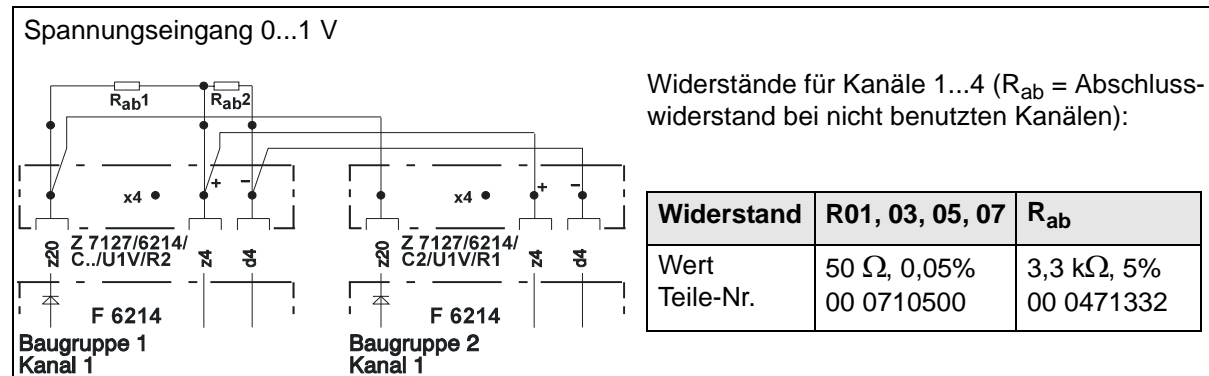 Spannungseingang 0...1 V
Rab1
Rab2
+
−
x4
z20
Z 7127/6214/
C../U1V/R2
z4
d4
F 6214
Baugruppe 1
Kanal 1
+
−
x4
z20
Z 7127/6214/
C2/U1V/R1
z4
d4
F 6214
Baugruppe 2
Kanal 1
Widerstände für Kanäle 1...4 (Rab = Abschluss-
widerstand bei nicht benutzten Kanälen):
Widerstand R01, 03, 05, 07 Rab
Wert 50 Ω, 0,05% 3,3 kΩ, 5%
Teile-Nr. 00 0710500 00 0471332